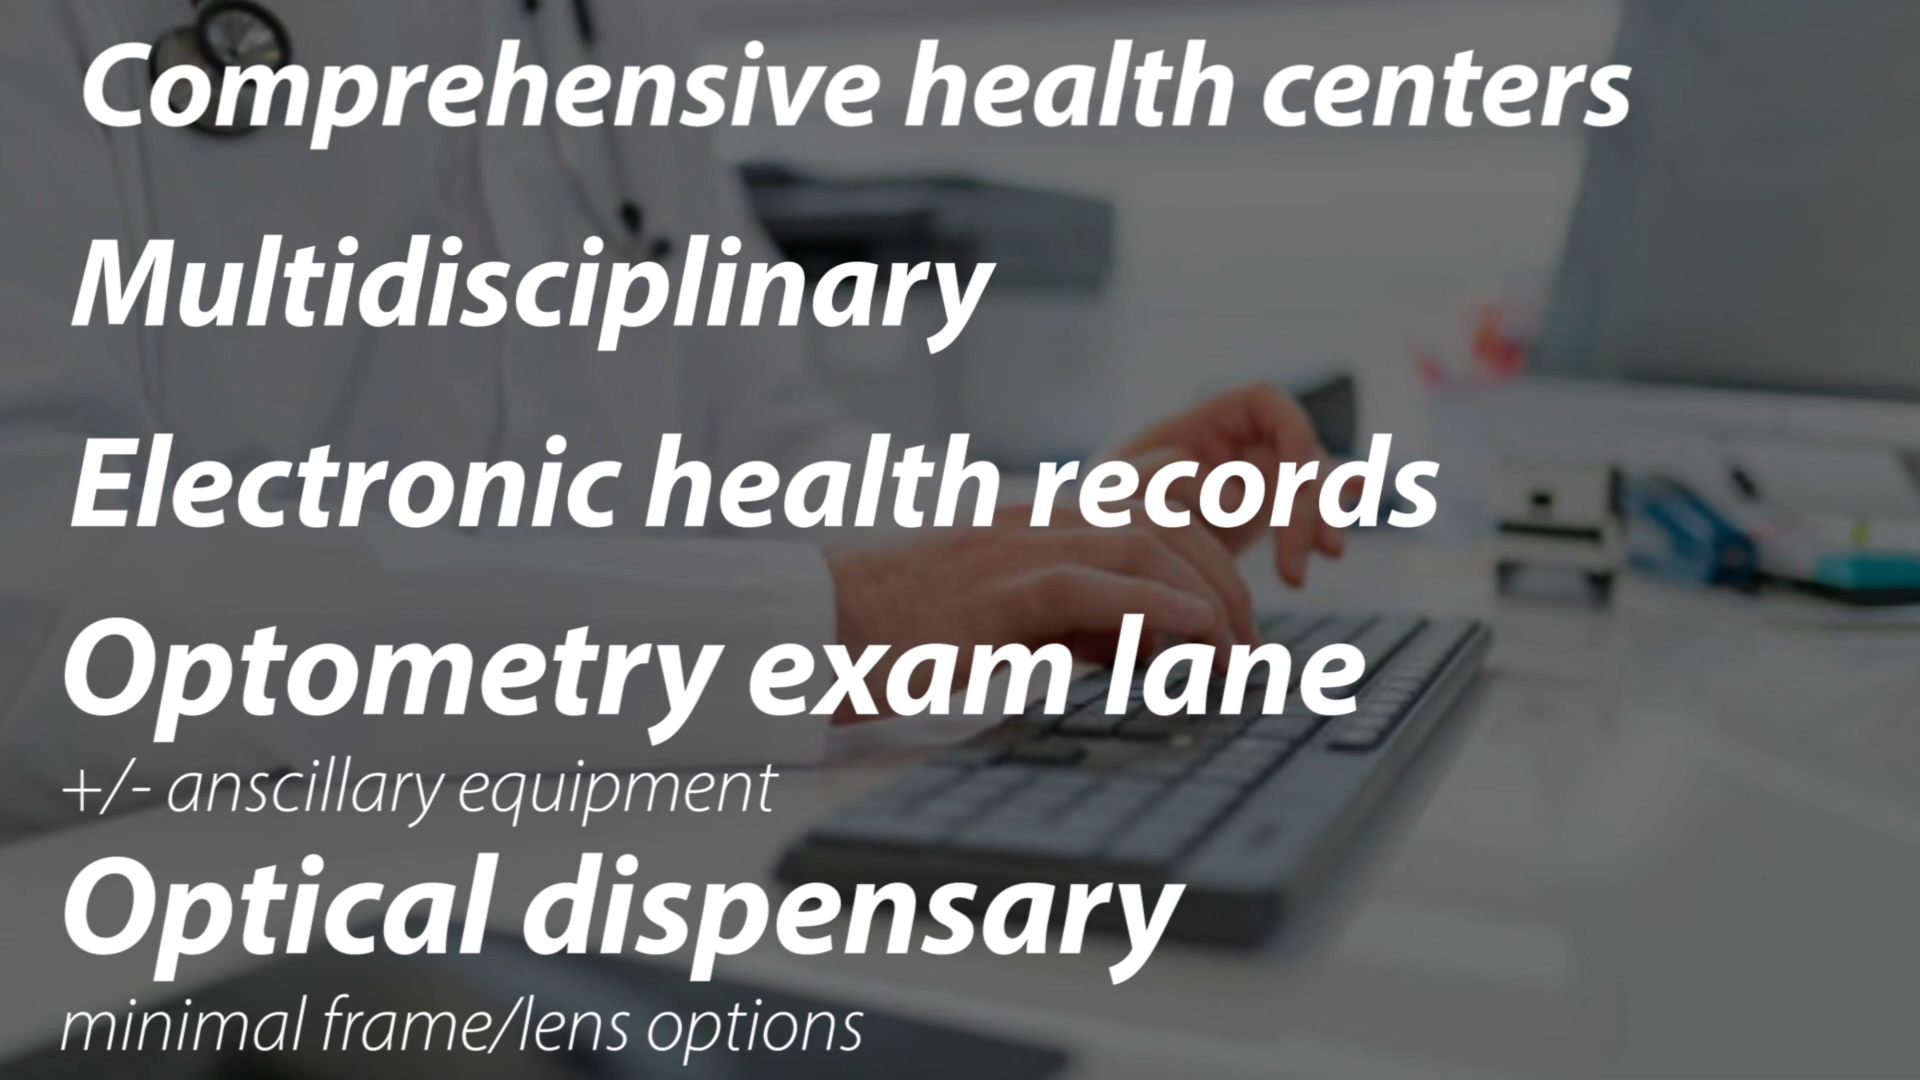 Comprehensive health centers
Multidisciplinary
Electronic health records
Optometry exam lane
+/- anscillary equipment
Optical dispensary
minimal frame/lens options